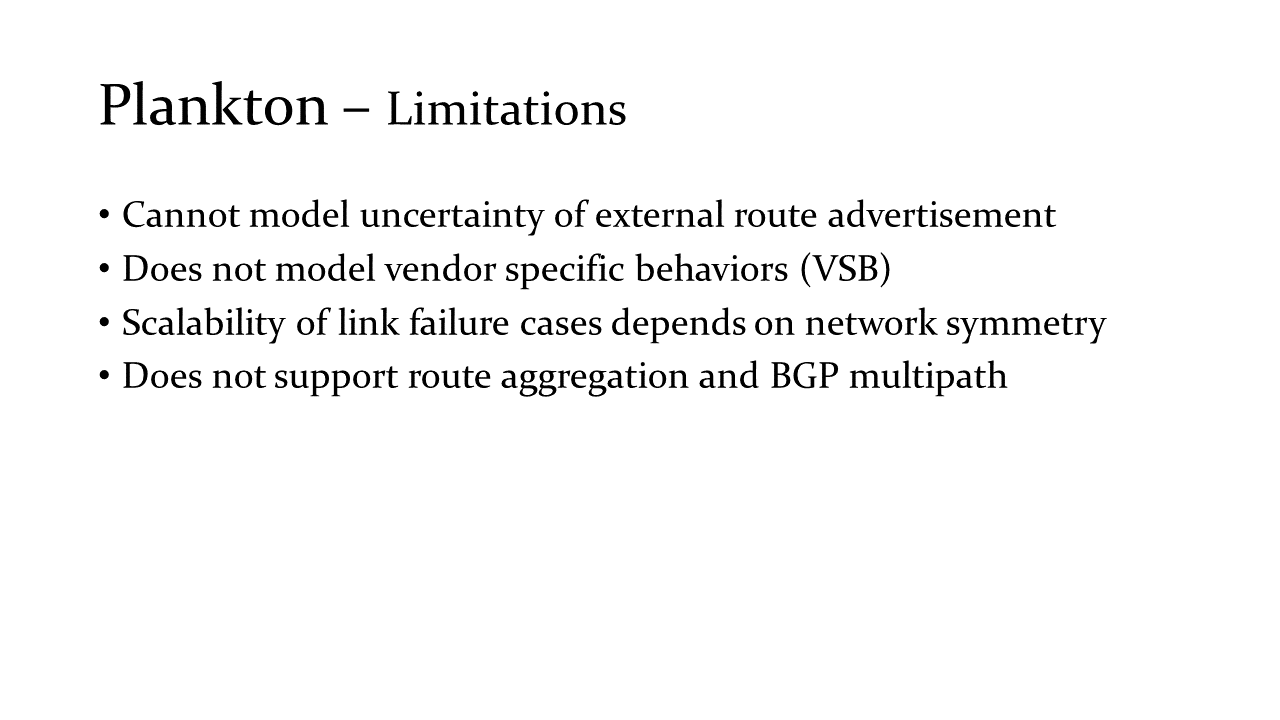 Plankton – Limitations
• Cannot model uncertainty of external route advertisement
• Does not model vendor specific behaviors (VSB)
• Scalability of link failure cases depends on network symmetry
• Does not support route aggregation and BGP multipath